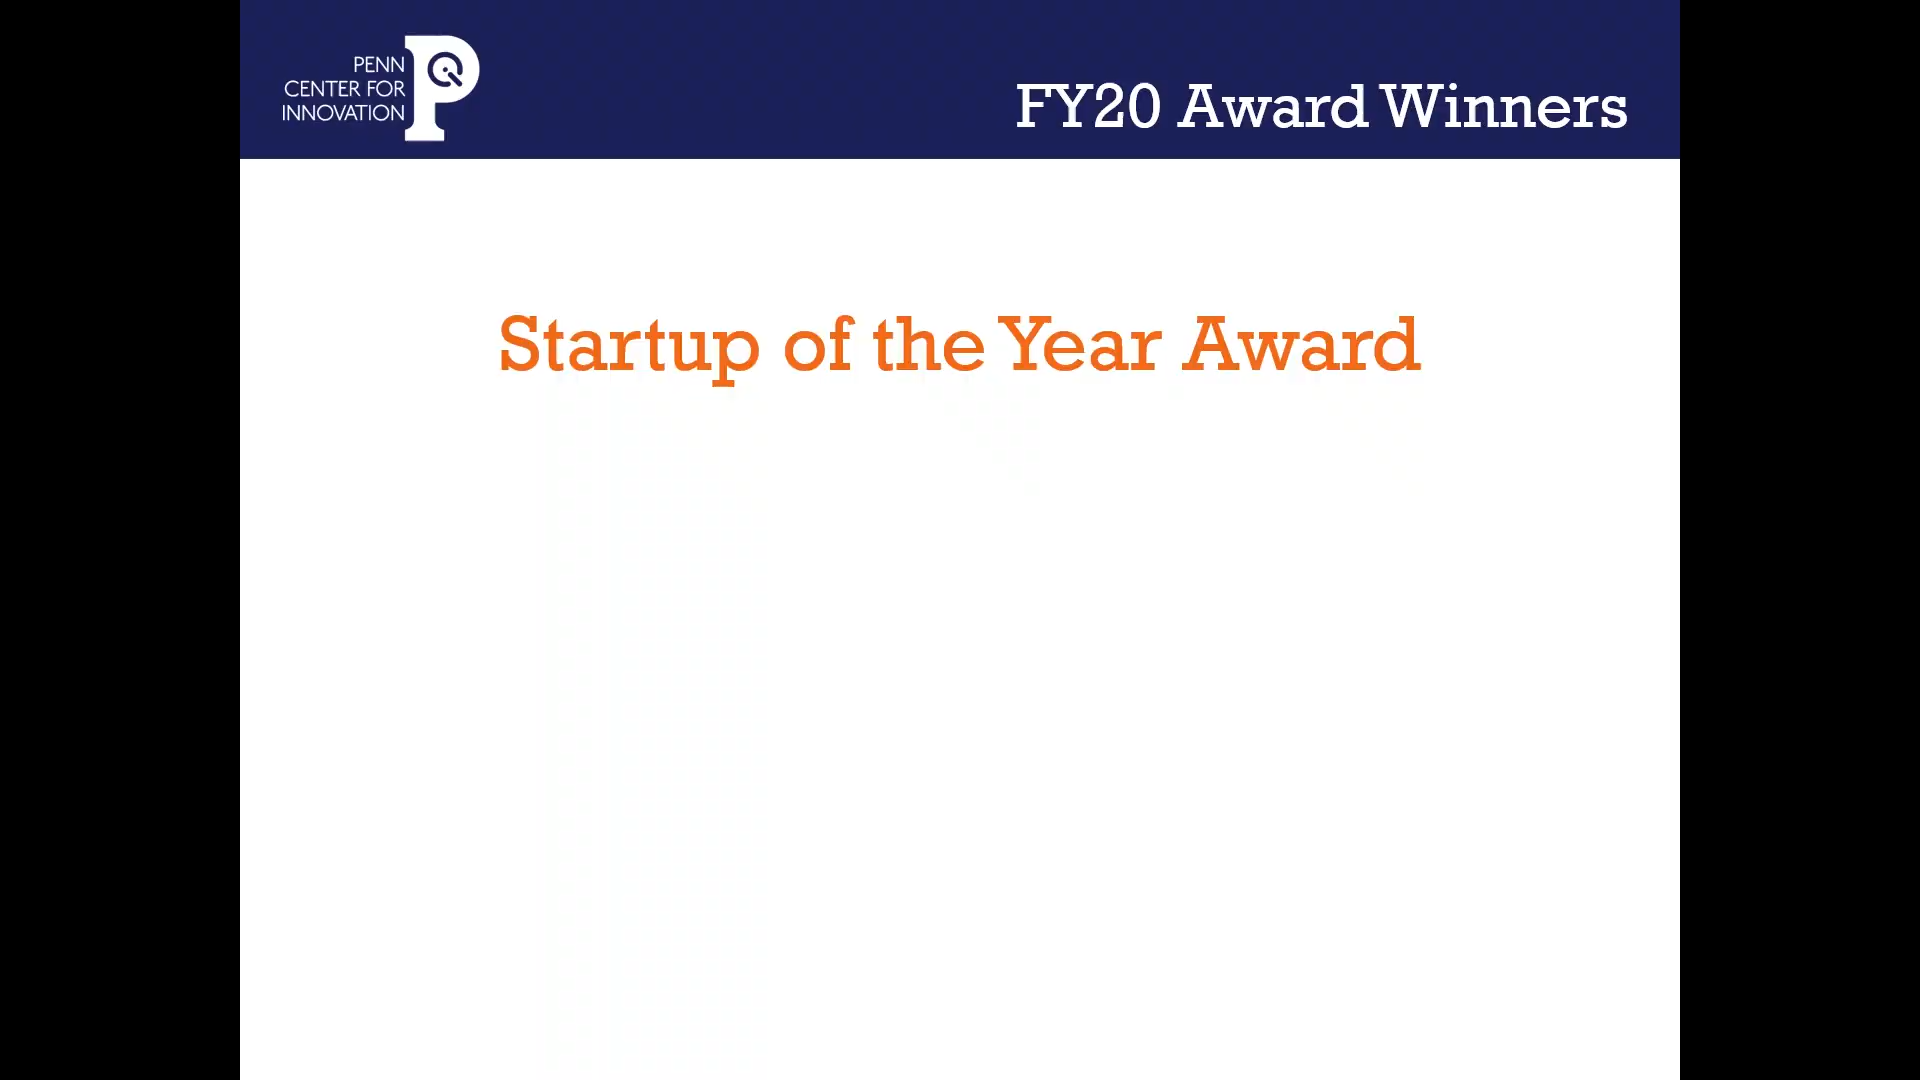 PENN
CENTER FOR
INNOVATION
FY20 Award Winners
Startup of the Year Award